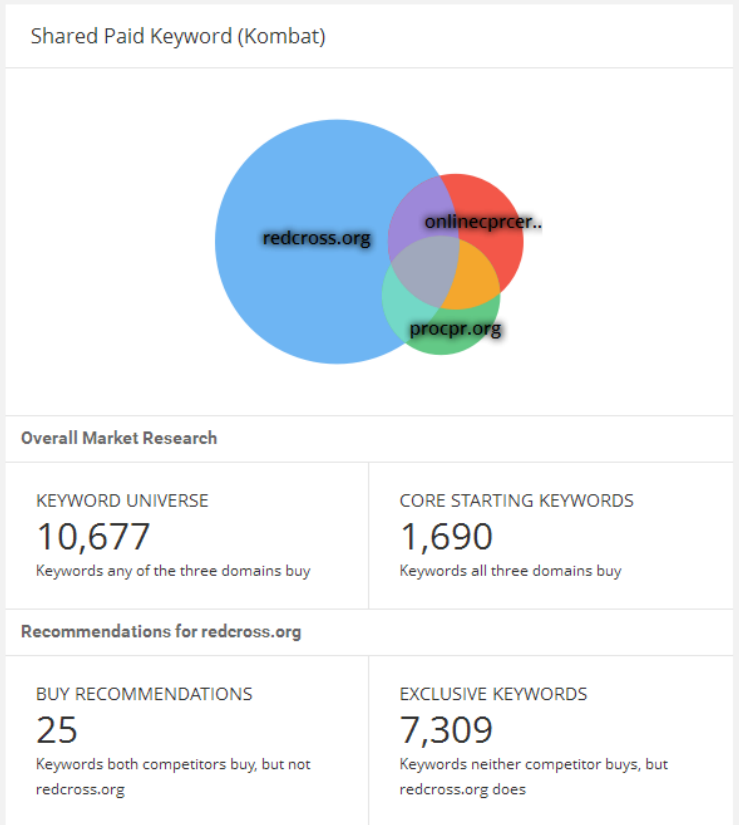 Shared Paid Keyword (Kombat)
redcross.org
onlinecprcer..
procpr.org
Overall Market Research
KEYWORD UNIVERSE
10,677
Keywords any of the three domains buy
CORE STARTING KEYWORDS
1,690
Keywords all three domains buy
Recommendations for redcross.org
BUY RECOMMENDATIONS
25
Keywords both competitors buy, but not
redcross.org
EXCLUSIVE KEYWORDS
7,309
Keywords neither competitor buys, but
redcross.org does